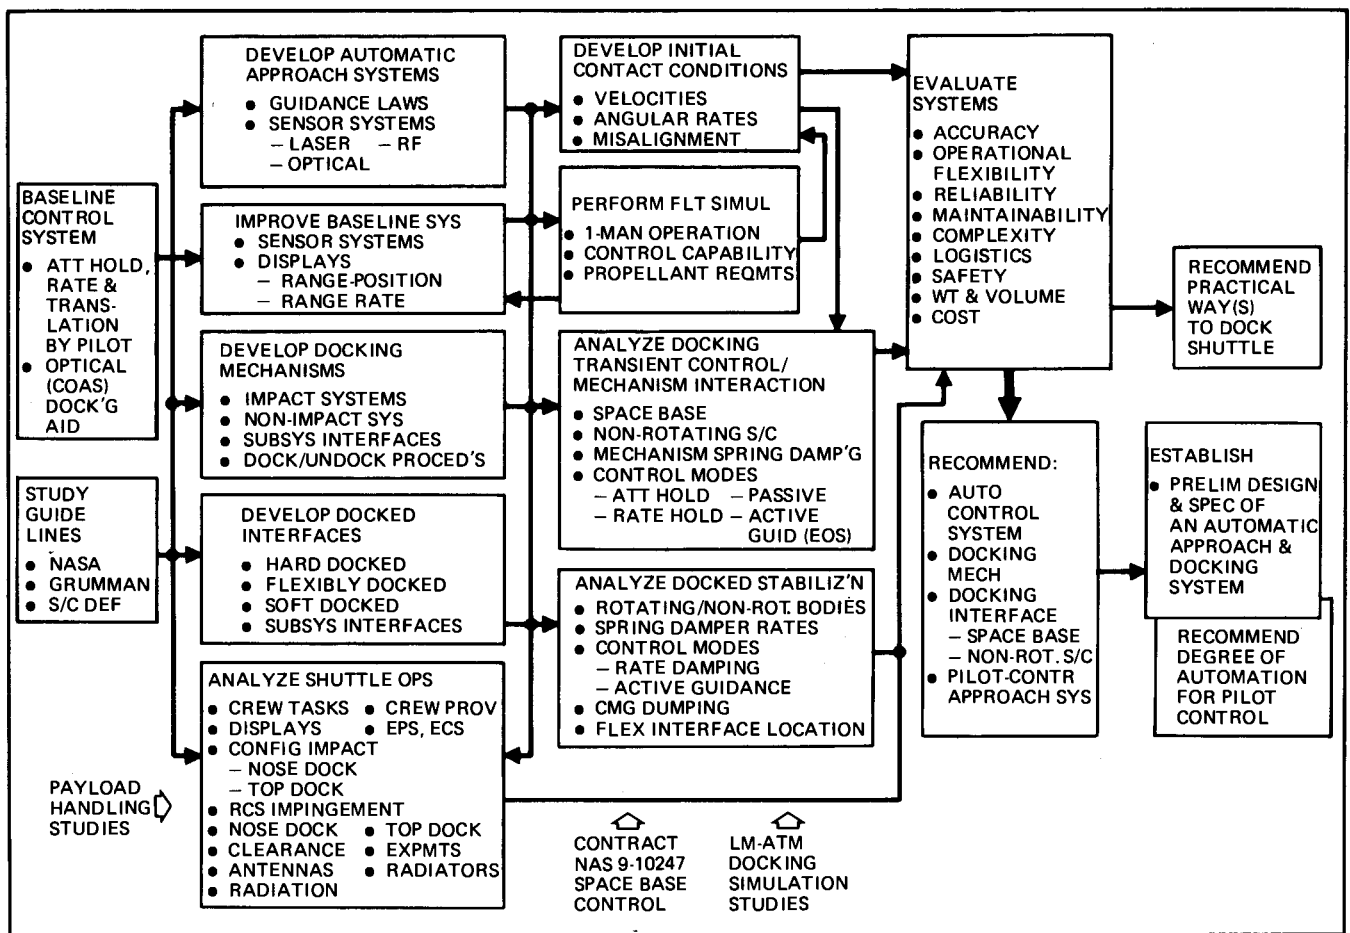 BASELINE
CONTROL
SYSTEM
● ATT HOLD,
RATE &
TRANS-
LATION
BY PILOT
● OPTICAL
(COAS)
DOCK'G
AID
STUDY
GUIDE
LINES
● NASA
● GRUMMAN
● S/C DEF
PAYLOAD
HANDLING
STUDIES
DEVELOP AUTOMATIC
APPROACH SYSTEMS
● GUIDANCE LAWS
● SENSOR SYSTEMS
– LASER – RF
– OPTICAL
IMPROVE BASELINE SYS
● SENSOR SYSTEMS
● DISPLAYS
– RANGE-POSITION
– RANGE RATE
DEVELOP DOCKING
MECHANISMS
● IMPACT SYSTEMS
● NON-IMPACT SYS
● SUBSYS INTERFACES
● DOCK/UNDOCK PROCED'S
DEVELOP DOCKED
INTERFACES
● HARD DOCKED
● FLEXIBLY DOCKED
● SOFT DOCKED
● SUBSYS INTERFACES
ANALYZE SHUTTLE OPS
● CREW TASKS ● CREW PROV
● DISPLAYS ● EPS, ECS
● CONFIG IMPACT
– NOSE DOCK
– TOP DOCK
● RCS IMPINGEMENT
● NOSE DOCK ● TOP DOCK
● CLEARANCE ● EXPMTS
● ANTENNAS ● RADIATORS
● RADIATION
DEVELOP INITIAL
CONTACT CONDITIONS
● VELOCITIES
● ANGULAR RATES
● MISALIGNMENT
PERFORM FLT SIMUL
● 1-MAN OPERATION
● CONTROL CAPABILITY
● PROPELLANT REQMTS
ANALYZE DOCKING
TRANSIENT CONTROL/
MECHANISM INTERACTION
● SPACE BASE
● NON-ROTATING S/C
● MECHANISM SPRING DAMP'G
● CONTROL MODES
– ATT HOLD – PASSIVE
– RATE HOLD – ACTIVE
GUID (EOS)
ANALYZE DOCKED STABILIZ'N
● ROTATING/NON-ROT. BODIES
● SPRING DAMPER RATES
● CONTROL MODES
– RATE DAMPING
– ACTIVE GUIDANCE
● CMG DUMPING
● FLEX INTERFACE LOCATION
CONTRACT
NAS 9-10247
SPACE BASE
CONTROL
LM-ATM
DOCKING
SIMULATION
STUDIES
EVALUATE
SYSTEMS
● ACCURACY
● OPERATIONAL
FLEXIBILITY
● RELIABILITY
● MAINTAINABILITY
● COMPLEXITY
● LOGISTICS
● SAFETY
● WT & VOLUME
● COST
RECOMMEND:
● AUTO
CONTROL
SYSTEM
● DOCKING
MECH
● DOCKING
INTERFACE
– SPACE BASE
– NON-ROT. S/C
● PILOT-CONTR
APPROACH SYS
RECOMMEND
PRACTICAL
WAY(S)
TO DOCK
SHUTTLE
ESTABLISH
● PRELIM DESIGN
& SPEC OF
AN AUTOMATIC
APPROACH &
DOCKING
SYSTEM
RECOMMEND
DEGREE OF
AUTOMATION
FOR PILOT
CONTROL